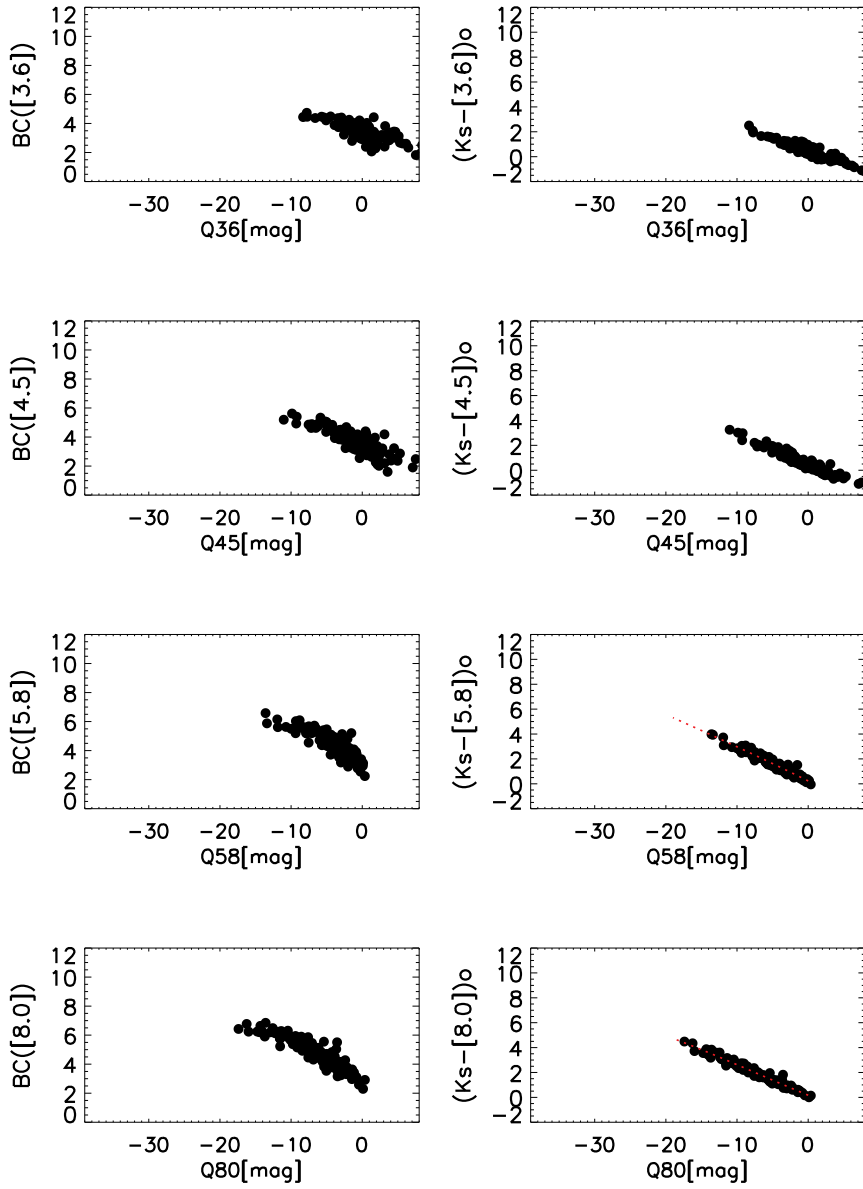 BC([3.6])
12
10
8
6
4
2
0
-30 -20 -10 0
Q36[mag]
(Ks-[3.6])o
12
10
8
6
4
2
0
-2
-30 -20 -10 0
Q36[mag]
BC([4.5])
12
10
8
6
4
2
0
-30 -20 -10 0
Q45[mag]
(Ks-[4.5])o
12
10
8
6
4
2
0
-2
-30 -20 -10 0
Q45[mag]
BC([5.8])
12
10
8
6
4
2
0
-30 -20 -10 0
Q58[mag]
(Ks-[5.8])o
12
10
8
6
4
2
0
-2
-30 -20 -10 0
Q58[mag]
BC([8.0])
12
10
8
6
4
2
0
-30 -20 -10 0
Q80[mag]
(Ks-[8.0])o
12
10
8
6
4
2
0
-2
-30 -20 -10 0
Q80[mag]